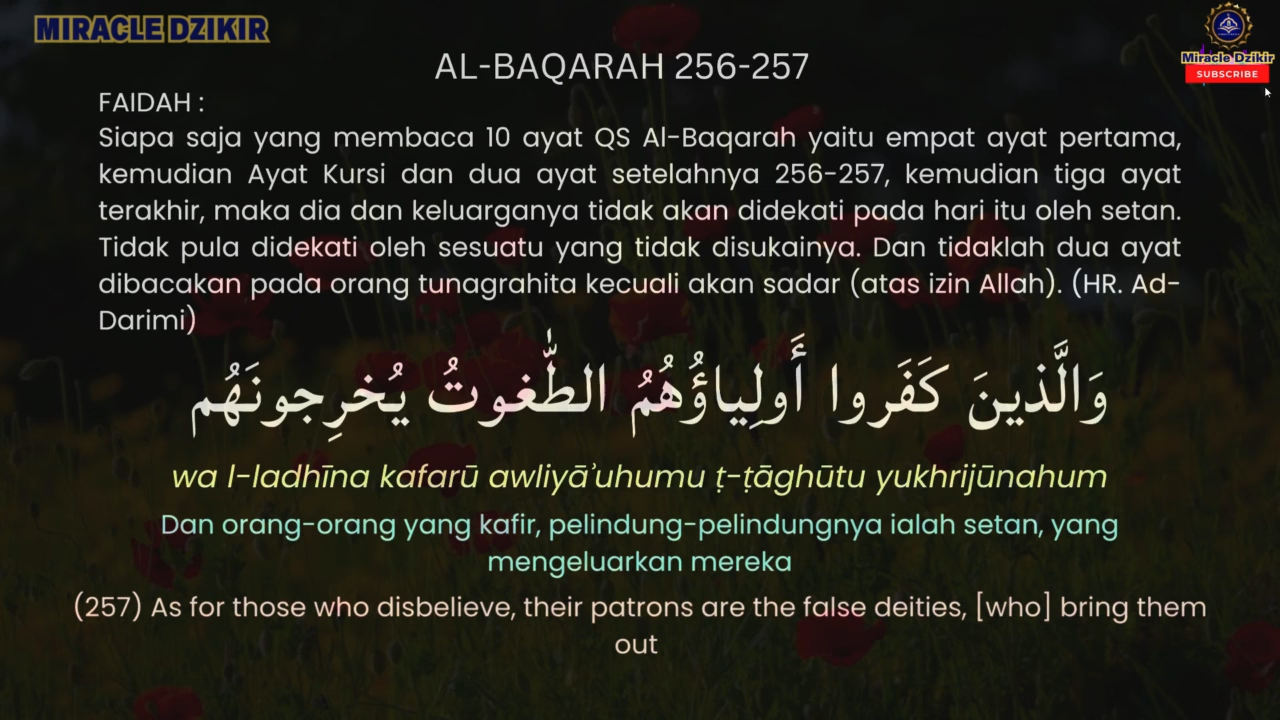 MIRACLE DZIKIR
Miracle Dzikir
SUBSCRIBE
AL-BAQARAH 256-257
FAIDAH :
Siapa saja yang membaca 10 ayat QS Al-Baqarah yaitu empat ayat pertama,
kemudian Ayat Kursi dan dua ayat setelahnya 256-257, kemudian tiga ayat
terakhir, maka dia dan keluarganya tidak akan didekati pada hari itu oleh setan.
Tidak pula didekati oleh sesuatu yang tidak disukainya. Dan tidaklah dua ayat
dibacakan pada orang tunagrahita kecuali akan sadar (atas izin Allah). (HR. Ad-
Darimi)
وَالَّذينَ كَفَروا أَولِياؤُهُمُ الطّٰغوتُ يُخرِجونَهُم
wa l-ladhīna kafarū awliyāʾuhumu ṭ-ṭāghūtu yukhrijūnahum
Dan orang-orang yang kafir, pelindung-pelindungnya ialah setan, yang
mengeluarkan mereka
(257) As for those who disbelieve, their patrons are the false deities, [who] bring them
out